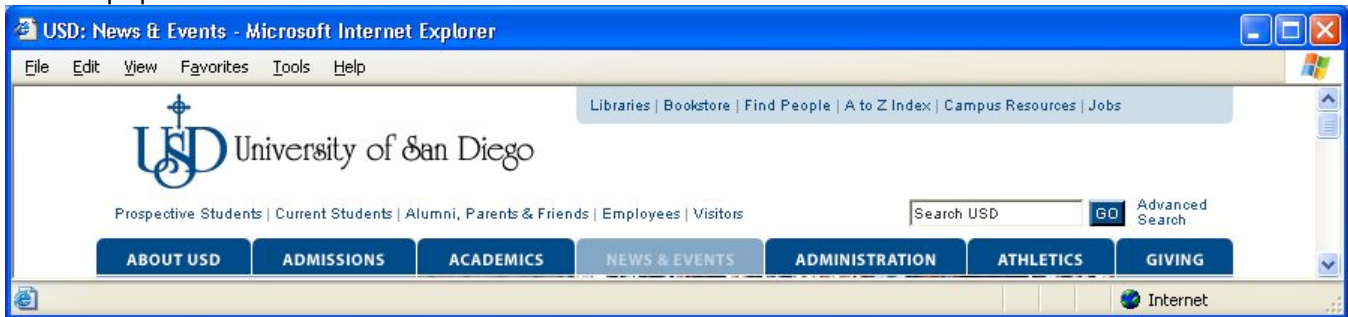 USD: News & Events - Microsoft Internet Explorer
File Edit View Favorites Tools Help
Libraries | Bookstore | Find People | A to Z Index | Campus Resources | Jobs
USD University of San Diego
Prospective Students | Current Students | Alumni, Parents & Friends | Employees | Visitors
Search USD GO Advanced Search
ABOUT USD ADMISSIONS ACADEMICS NEWS & EVENTS ADMINISTRATION ATHLETICS GIVING
Internet